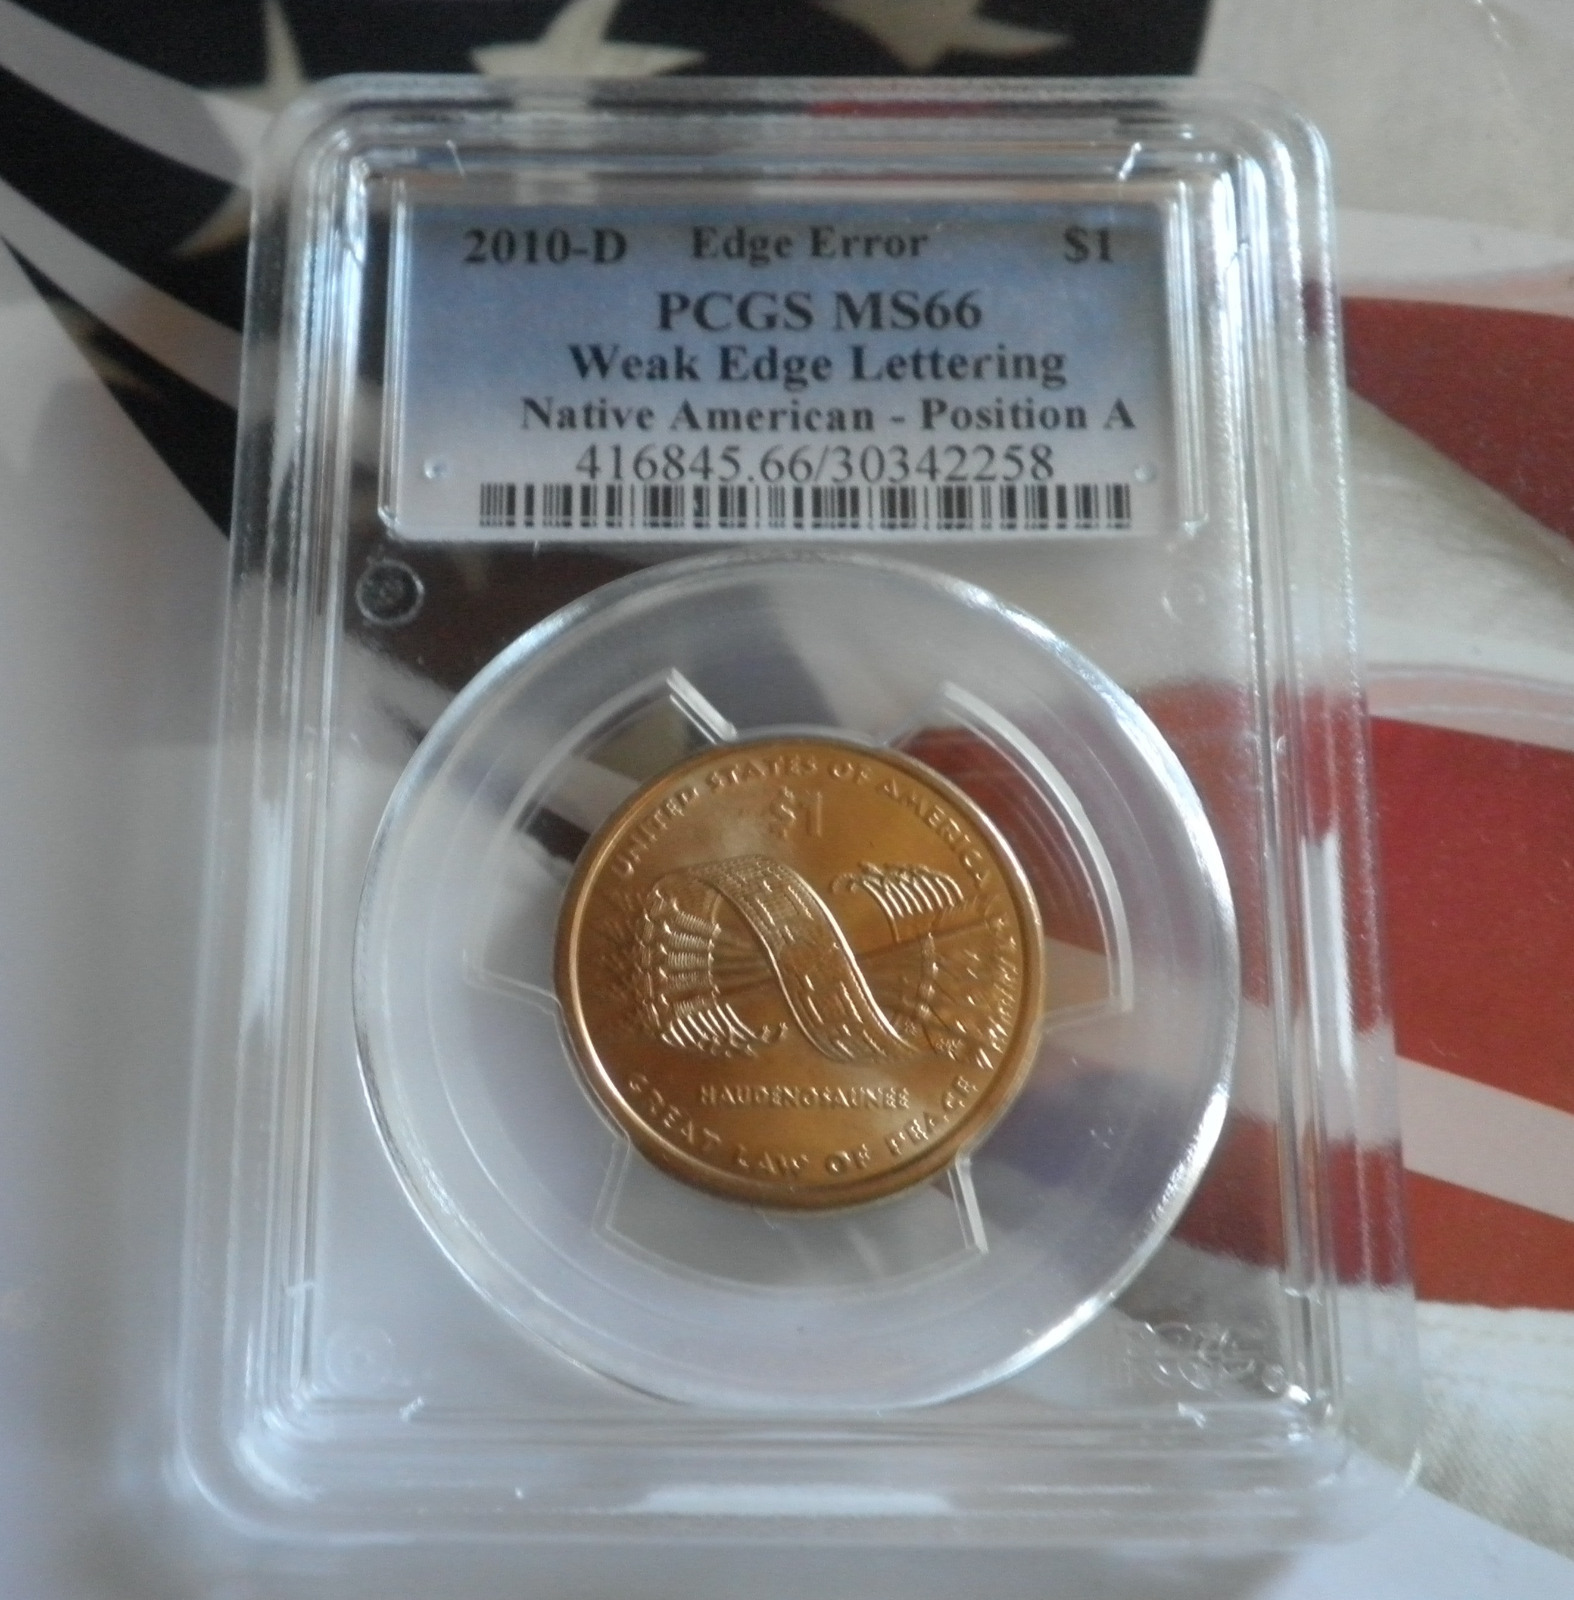 2010-D Edge Error $1
PCGS MS66
Weak Edge Lettering
Native American - Position A
416845.66/30342258
UNITED STATES OF AMERICA
$1
HAUDENOSAUNEE
GREAT LAW OF PEACE